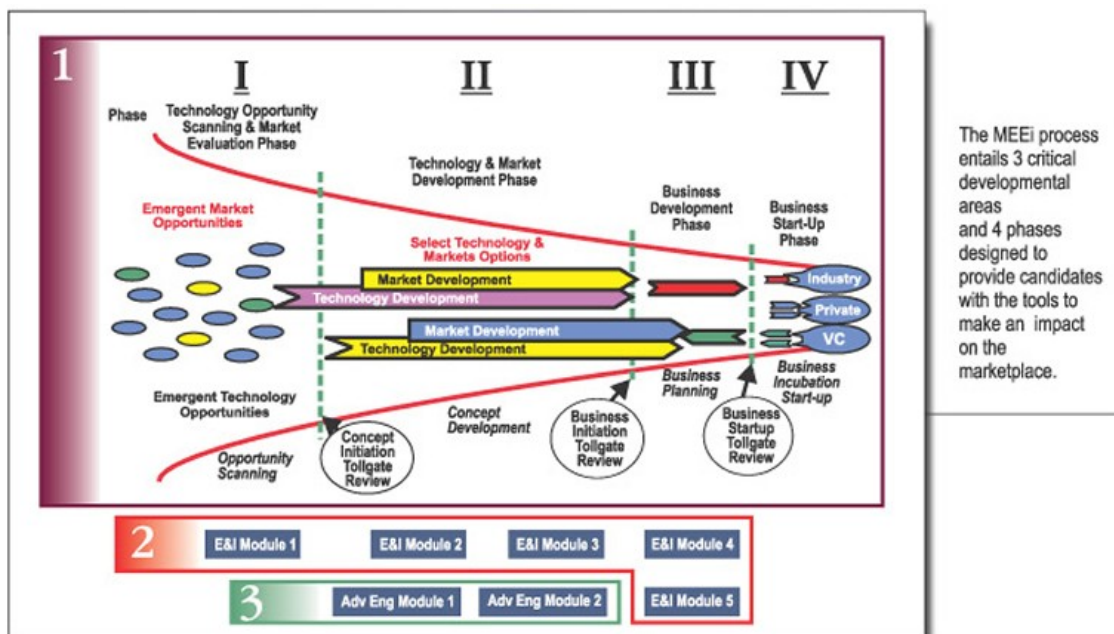 1
I
II
III
IV
Phase
Technology Opportunity
Scanning & Market
Evaluation Phase
Technology & Market
Development Phase
Business
Development
Phase
Business
Start-Up
Phase
Emergent Market
Opportunities
Select Technology &
Markets Options
Market Development
Technology Development
Market Development
Technology Development
Industry
Private
VC
Emergent Technology
Opportunities
Opportunity
Scanning
Concept
Initiation
Tollgate
Review
Concept
Development
Business
Initiation
Tollgate
Review
Business
Planning
Business
Startup
Tollgate
Review
Business
Incubation
Start-up
2
E&I Module 1
E&I Module 2
E&I Module 3
E&I Module 4
3
Adv Eng Module 1
Adv Eng Module 2
E&I Module 5
The MEEi process
entails 3 critical
developmental
areas
and 4 phases
designed to
provide candidates
with the tools to
make an impact
on the
marketplace.